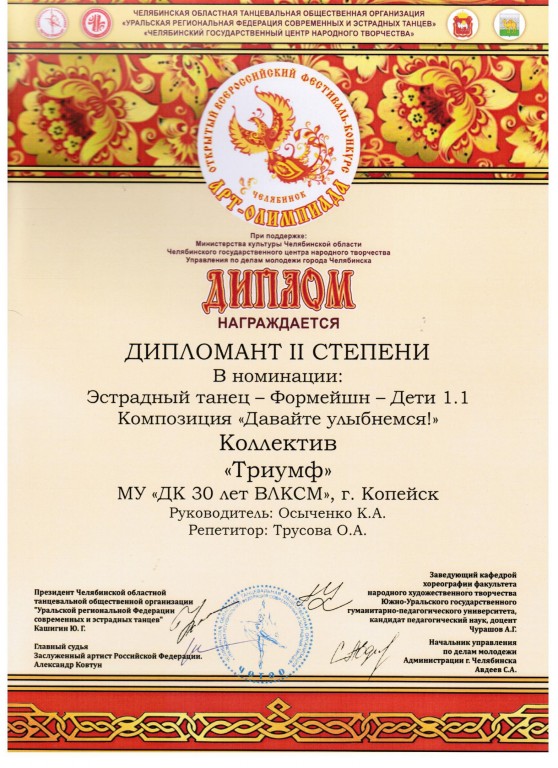 ЧЕЛЯБИНСКАЯ ОБЛАСТНАЯ ТАНЦЕВАЛЬНАЯ ОБЩЕСТВЕННАЯ ОРГАНИЗАЦИЯ
«УРАЛЬСКАЯ РЕГИОНАЛЬНАЯ ФЕДЕРАЦИЯ СОВРЕМЕННЫХ И ЭСТРАДНЫХ ТАНЦЕВ»
«ЧЕЛЯБИНСКИЙ ГОСУДАРСТВЕННЫЙ ЦЕНТР НАРОДНОГО ТВОРЧЕСТВА»
ОТКРЫТЫЙ ВСЕРОССИЙСКИЙ ФЕСТИВАЛЬ-КОНКУРС
ЧЕЛЯБИНСК
АРТ-ОЛИМПИАДА
При поддержке:
Министерства культуры Челябинской области
Челябинского государственного центра народного творчества
Управления по делам молодежи города Челябинска
ДИПЛОМ
НАГРАЖДАЕТСЯ
ДИПЛОМАНТ II СТЕПЕНИ
В номинации:
Эстрадный танец – Формейшн – Дети 1.1
Композиция «Давайте улыбнемся!»
Коллектив
«Триумф»
МУ «ДК 30 лет ВЛКСМ», г. Копейск
Руководитель: Осыченко К.А.
Репетитор: Трусова О.А.
Президент Челябинской областной
танцевальной общественной организации
"Уральской региональной Федерации
современных и эстрадных танцев"
Кашигин Ю. Г.
Главный судья
Заслуженный артист Российской Федерации.
Александр Ковтун
ЧОТАО
Заведующий кафедрой
хореографии факультета
народного художественного творчества
Южно-Уральского государственного
гуманитарно-педагогического университета,
кандидат педагогический наук, доцент
Чурашов А.Г.
Начальник управления
по делам молодежи
Администрации г. Челябинска
Авдеев С.А.